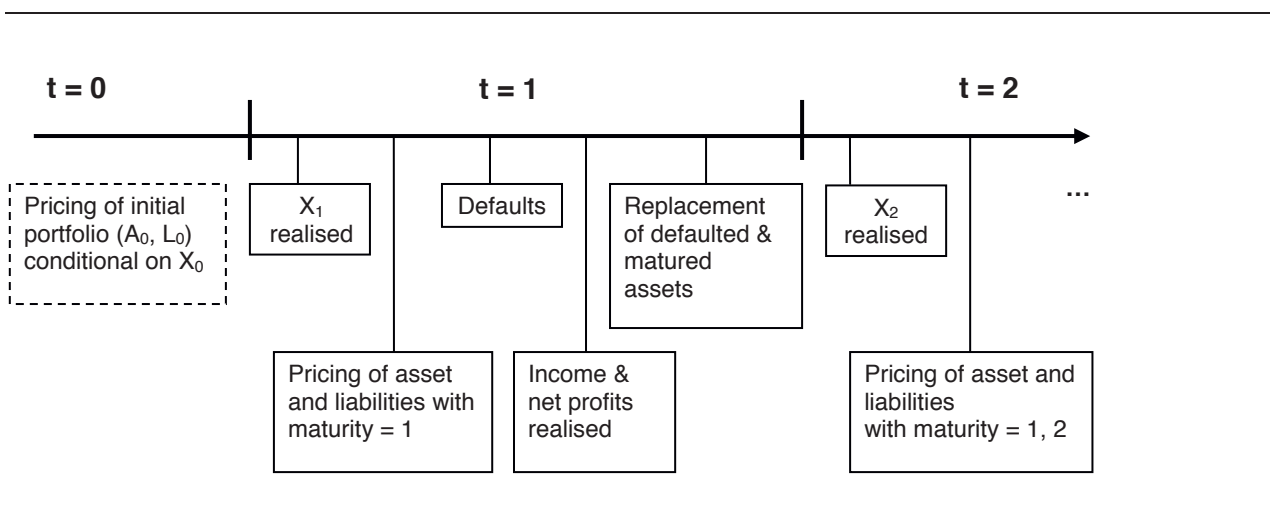 t = 0
t = 1
t = 2
Pricing of initial
portfolio (A₀, L₀)
conditional on X₀
X₁
realised
Defaults
Replacement
of defaulted &
matured
assets
X₂
realised
...
Pricing of asset
and liabilities with
maturity = 1
Income &
net profits
realised
Pricing of asset and
liabilities
with maturity = 1, 2